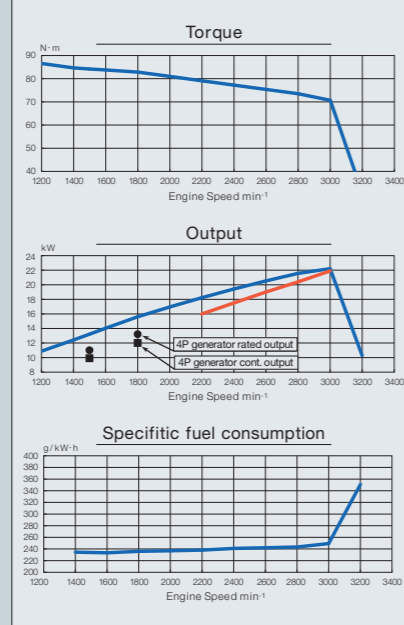 Torque
N·m
90
80
70
60
50
40
1200 1400 1600 1800 2000 2200 2400 2600 2800 3000 3200 3400
Engine Speed min-1
Output
kW
24
22
20
18
16
14
12
10
8
4P generator rated output
4P generator cont. output
1200 1400 1600 1800 2000 2200 2400 2600 2800 3000 3200 3400
Engine Speed min-1
Specifitic fuel consumption
g/kW·h
400
380
360
340
320
300
280
260
240
220
200
1200 1400 1600 1800 2000 2200 2400 2600 2800 3000 3200 3400
Engine Speed min-1